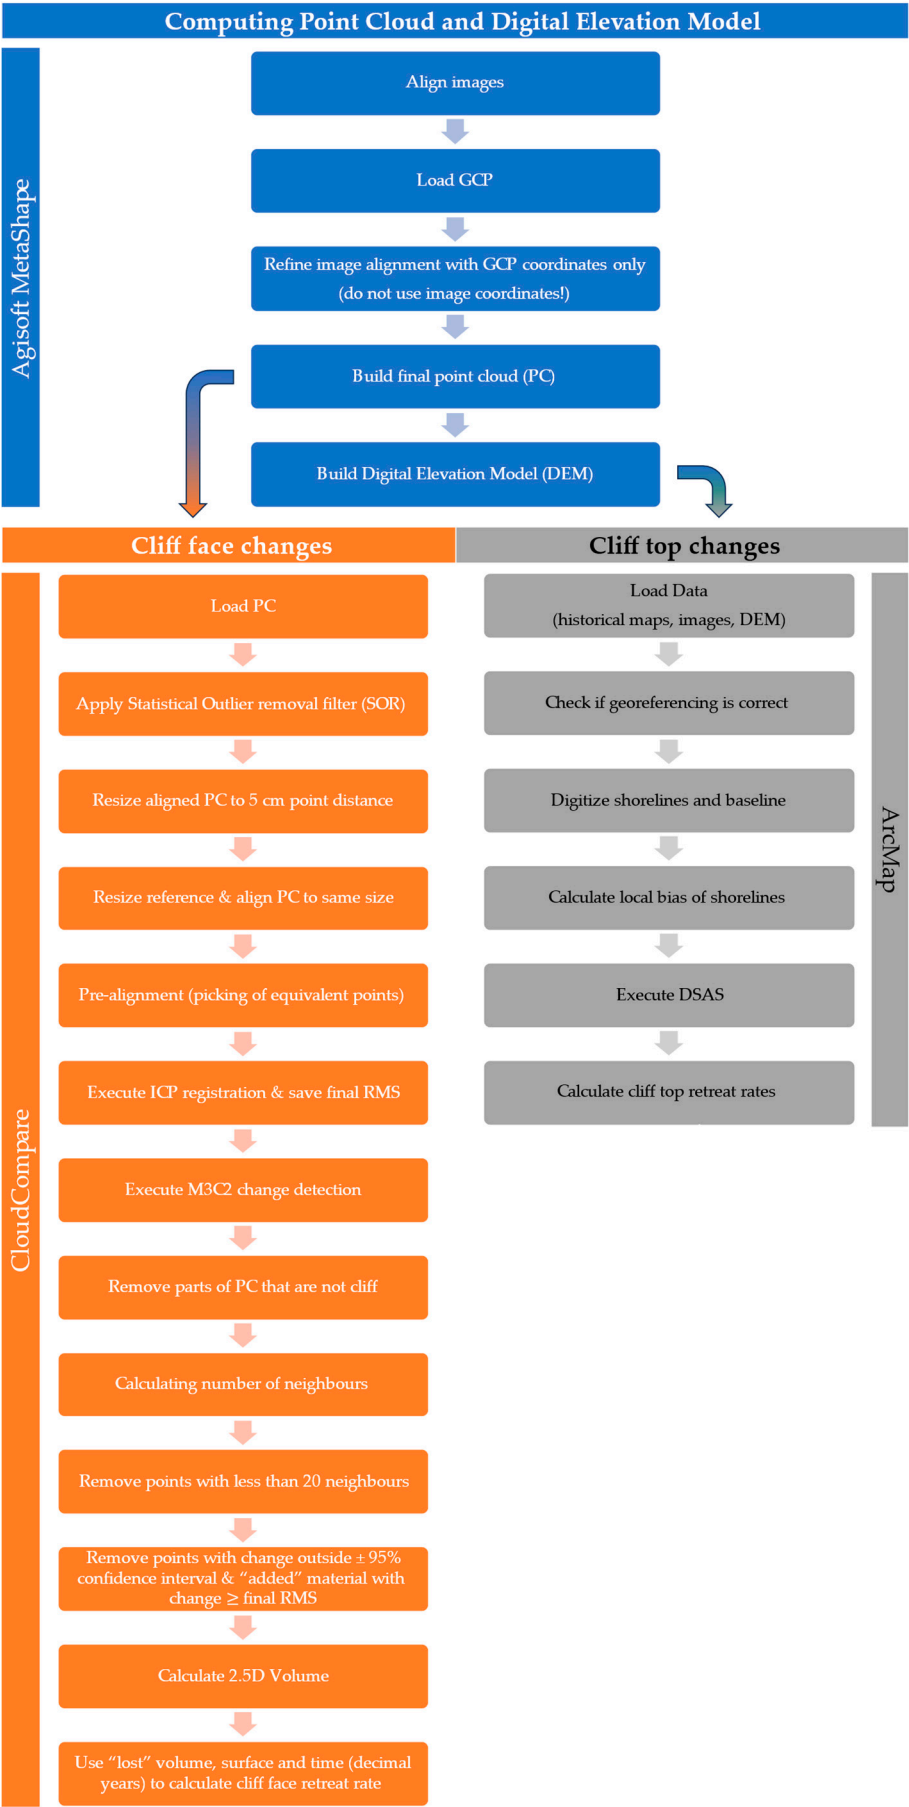 Computing Point Cloud and Digital Elevation Model
Agisoft MetaShape
Align images
Load GCP
Refine image alignment with GCP coordinates only
(do not use image coordinates!)
Build final point cloud (PC)
Build Digital Elevation Model (DEM)
Cliff face changes
CloudCompare
Load PC
Apply Statistical Outlier removal filter (SOR)
Resize aligned PC to 5 cm point distance
Resize reference & align PC to same size
Pre-alignment (picking of equivalent points)
Execute ICP registration & save final RMS
Execute M3C2 change detection
Remove parts of PC that are not cliff
Calculating number of neighbours
Remove points with less than 20 neighbours
Remove points with change outside ± 95%
confidence interval & “added” material with
change ≥ final RMS
Calculate 2.5D Volume
Use “lost” volume, surface and time (decimal
years) to calculate cliff face retreat rate
Cliff top changes
Load Data
(historical maps, images, DEM)
Check if georeferencing is correct
Digitize shorelines and baseline
Calculate local bias of shorelines
Execute DSAS
Calculate cliff top retreat rates
ArcMap